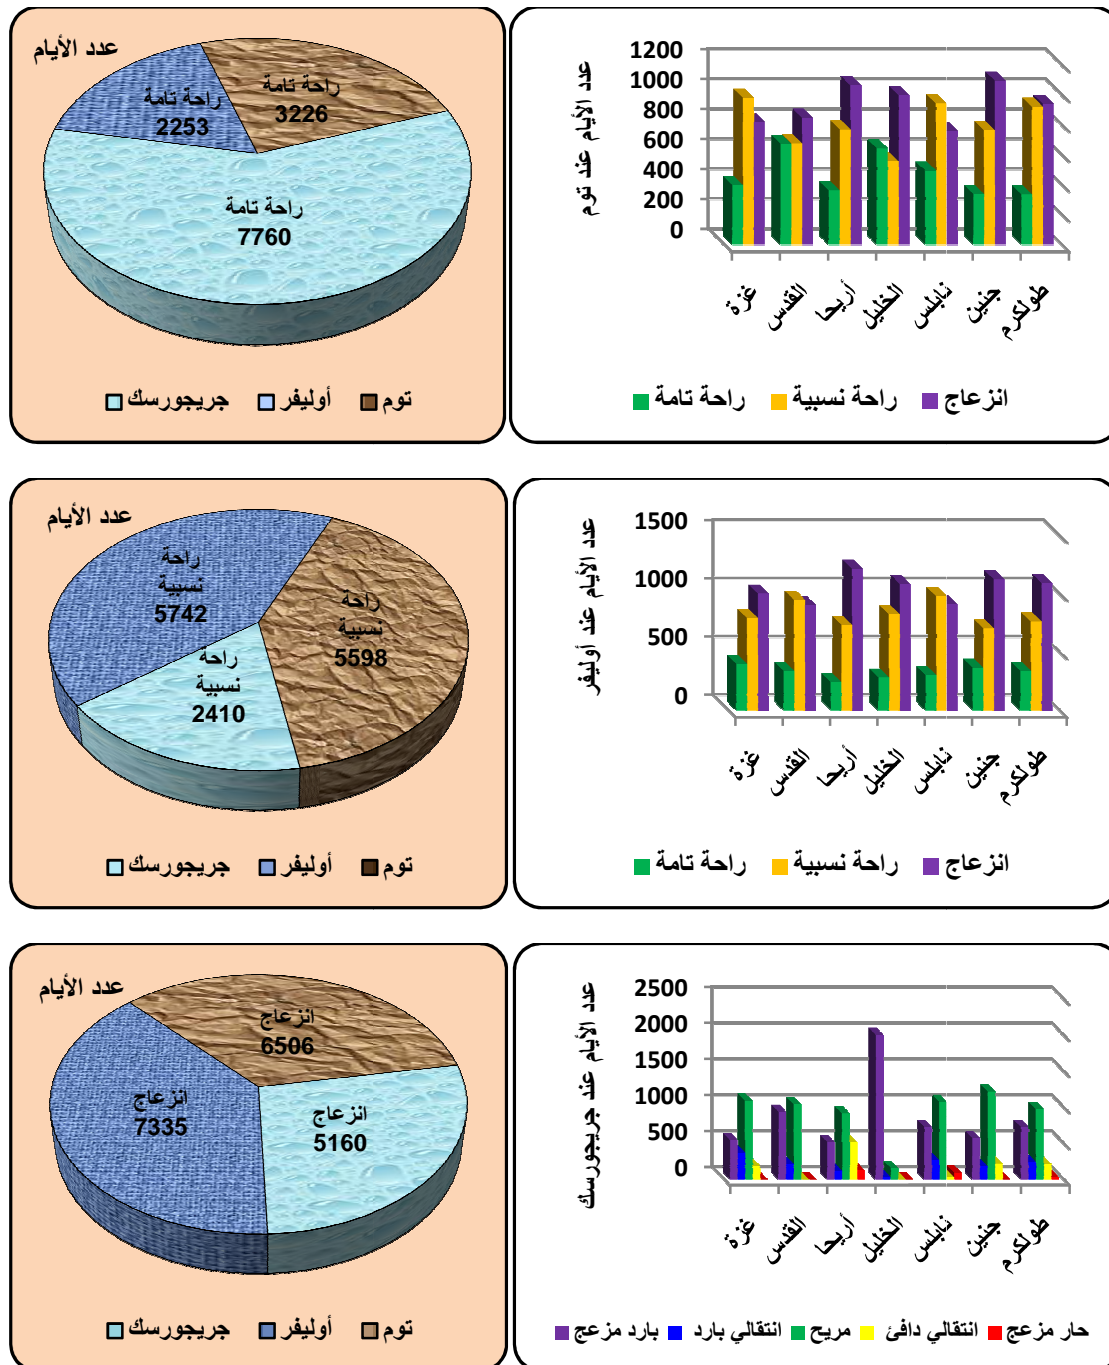 عدد الأيام
راحة تامة
3226
راحة تامة
2253
راحة تامة
7760
جريجورسك أوليفر توم
عدد الأيام عند توم
1200
1000
800
600
400
200
0
غزة القدس أريحا الخليل نابلس جنين طولكرم
راحة تامة راحة نسبية انزعاج
عدد الأيام
راحة
نسبية
5742
راحة
نسبية
5598
راحة
نسبية
2410
جريجورسك أوليفر توم
عدد الأيام عند أوليفر
1500
1000
500
0
غزة القدس أريحا الخليل نابلس جنين طولكرم
راحة تامة راحة نسبية انزعاج
عدد الأيام
انزعاج
6506
انزعاج
7335
انزعاج
5160
جريجورسك أوليفر توم
عدد الأيام عند جريجورسك
2500
2000
1500
1000
500
0
غزة القدس أريحا الخليل نابلس جنين طولكرم
بارد مزعج انتقالي بارد مريح انتقالي دافئ حار مزعج